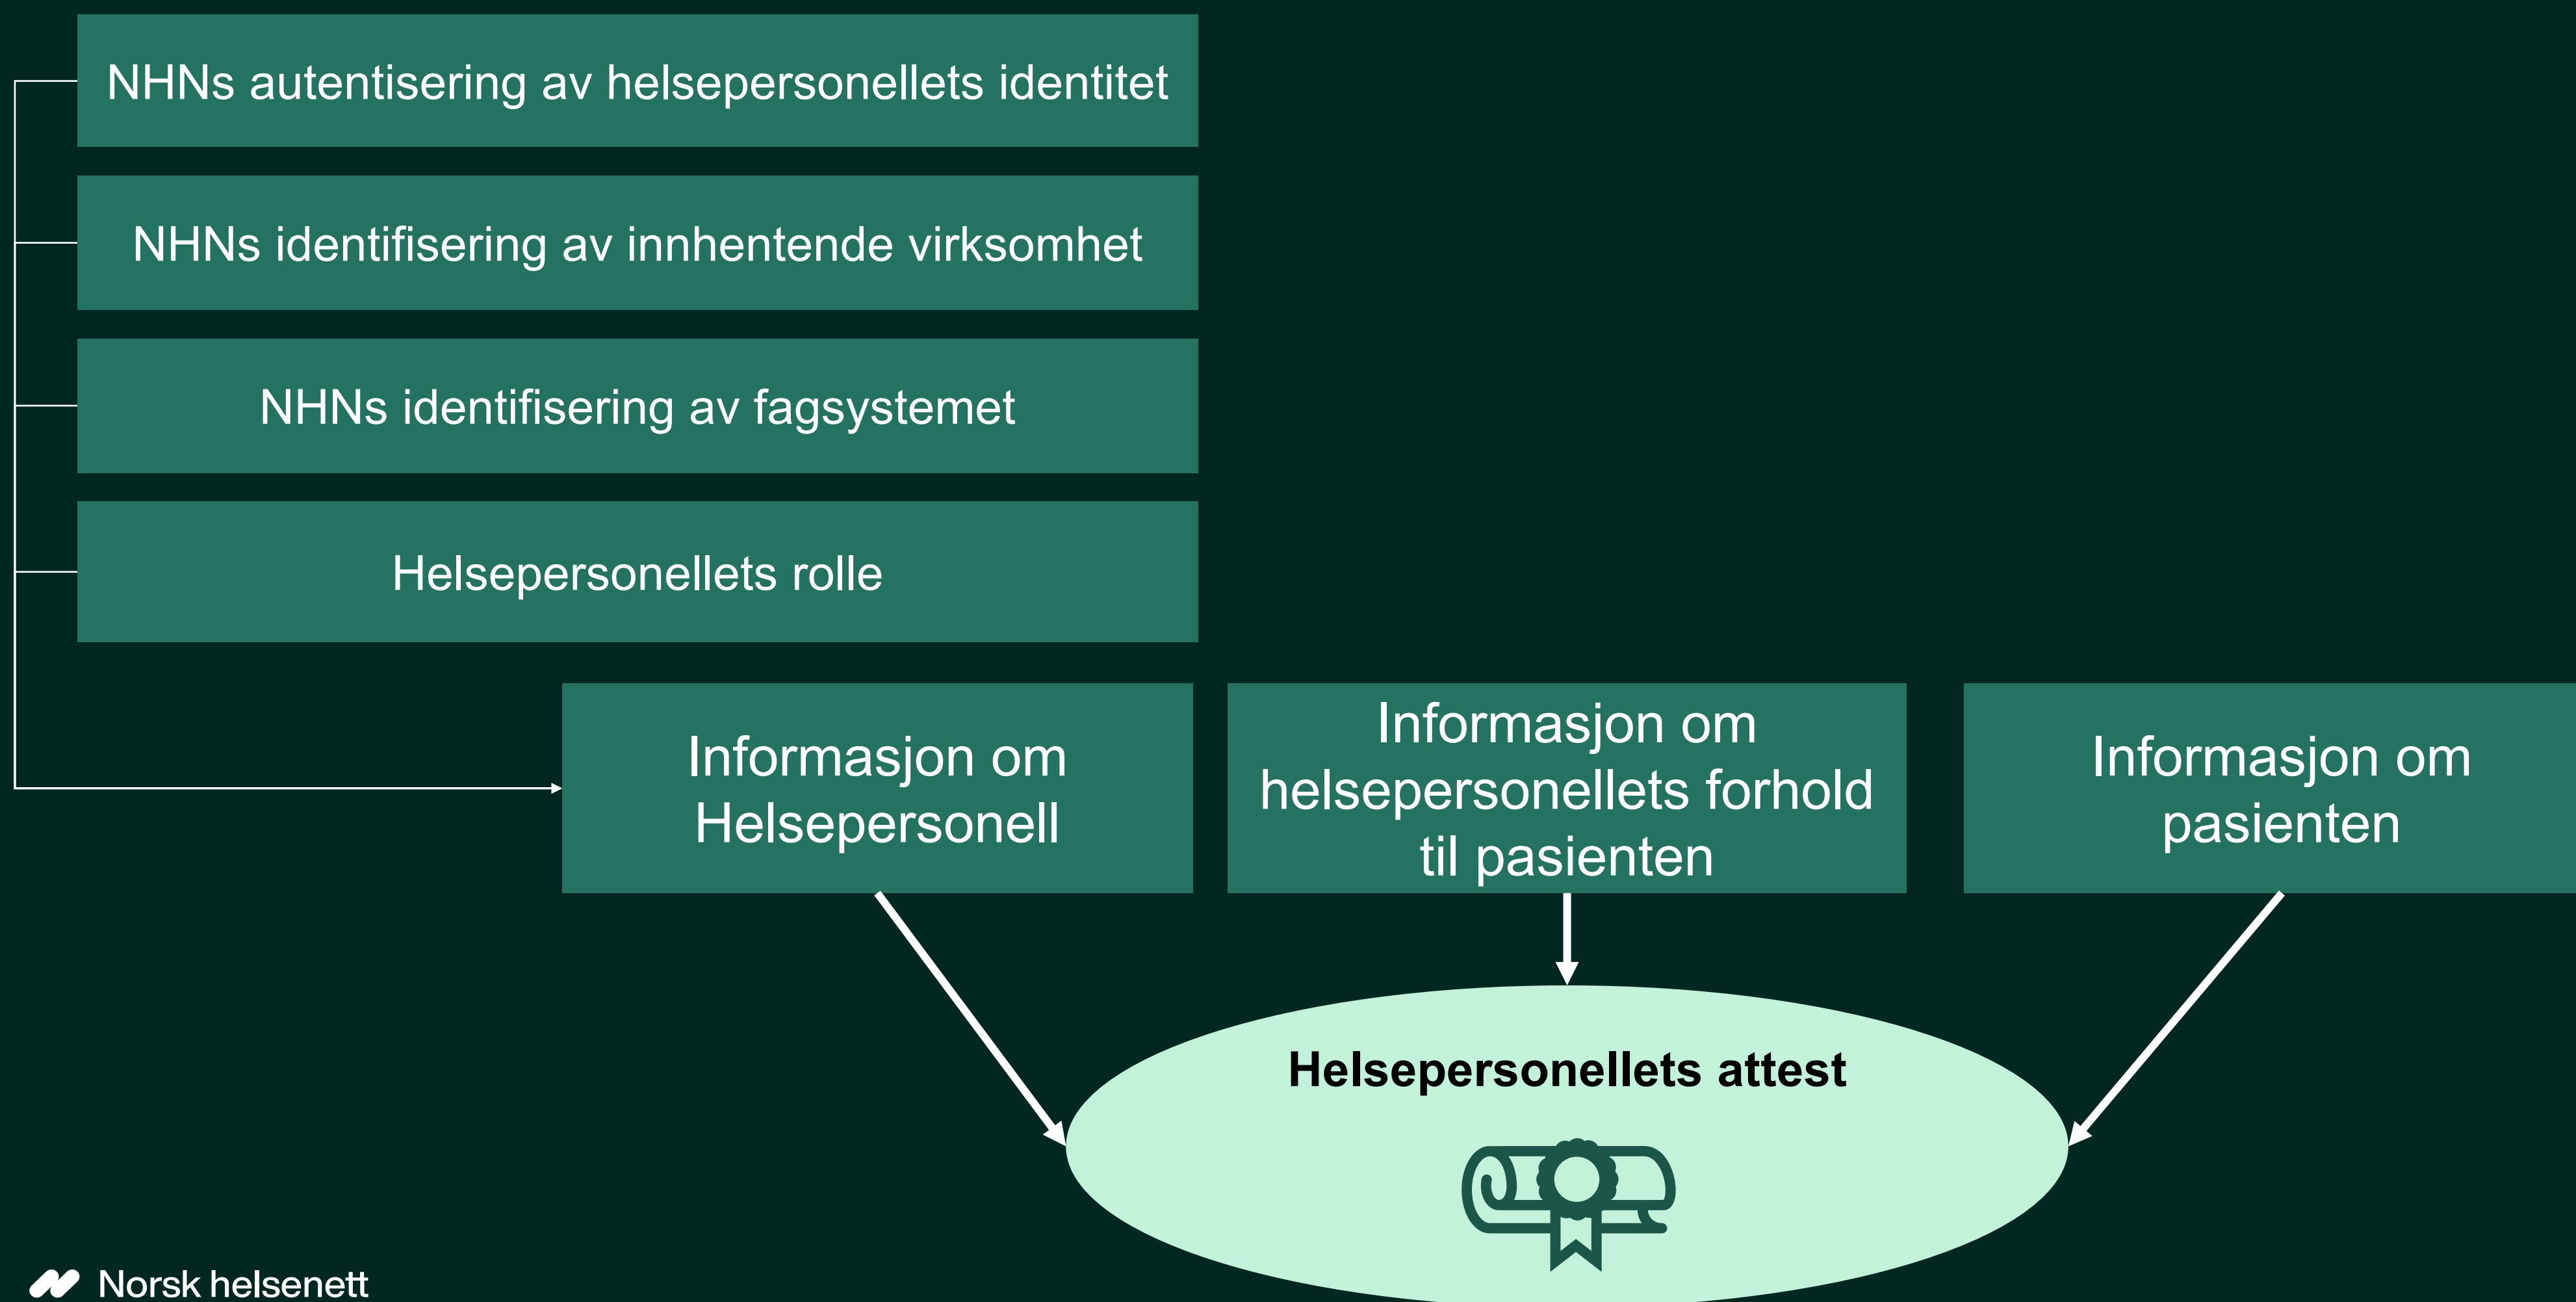 NHNs autentisering av helsepersonellets identitet
NHNs identifisering av innhentende virksomhet
NHNs identifisering av fagsystemet
Helsepersonellets rolle
Informasjon om
Helsepersonell
Informasjon om
helsepersonellets forhold
til pasienten
Informasjon om
pasienten
Helsepersonellets attest
Norsk helsenett